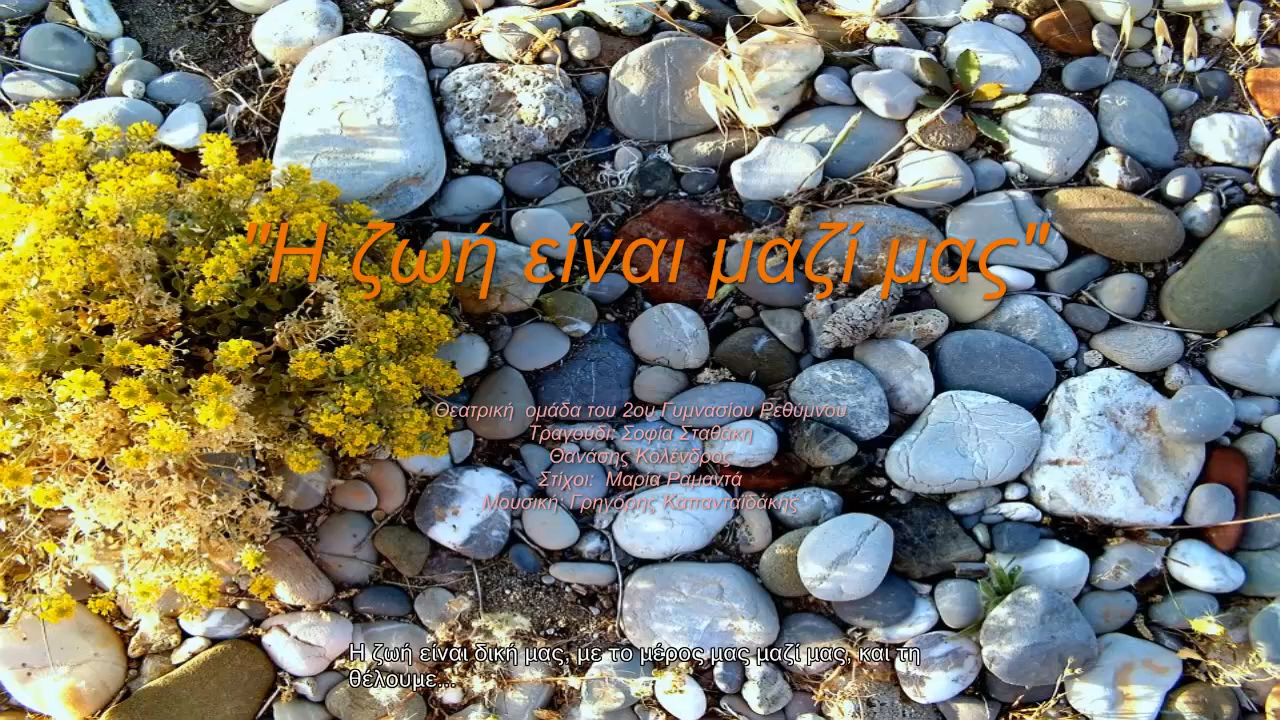 "Η ζωή είναι μαζί μας"
Θεατρική ομάδα του 2ου Γυμνασίου Ρεθύμνου
Τραγούδι: Σοφία Σταθάκη
Θανάσης Κολένδρος
Στίχοι: Μαρία Ραμαντά
Μουσική: Γρηγόρης Καπανταϊδάκης
Η ζωή είναι δική μας, με το μέρος μας μαζί μας, και τη
θέλουμε...